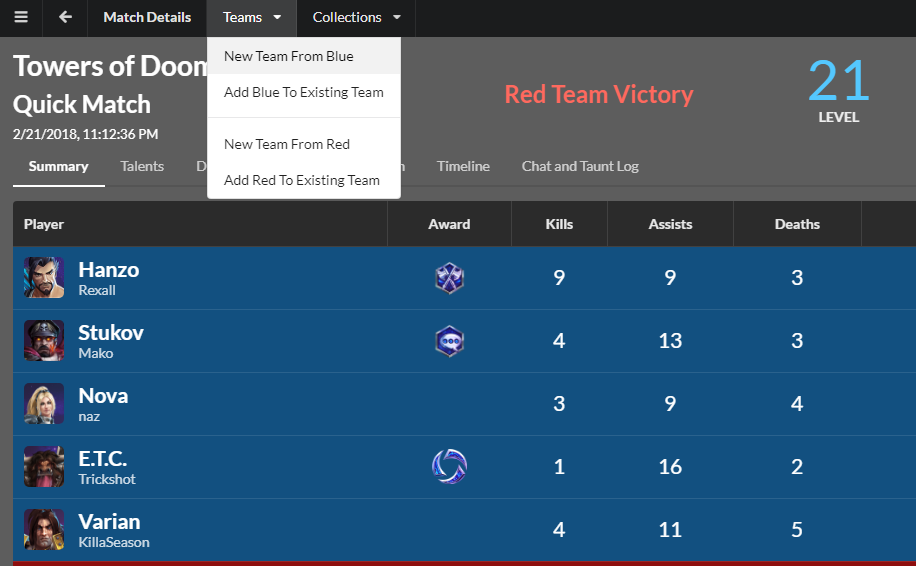 Match Details Teams Collections
New Team From Blue
Add Blue To Existing Team
New Team From Red
Add Red To Existing Team
Towers of Doom
Quick Match
2/21/2018, 11:12:36 PM
Red Team Victory
21
LEVEL
Summary Talents Timeline Chat and Taunt Log
Player Award Kills Assists Deaths
Hanzo 9 9 3
Rexall
Stukov 4 13 3
Mako
Nova 3 9 4
naz
E.T.C. 1 16 2
Trickshot
Varian 4 11 5
KillaSeason